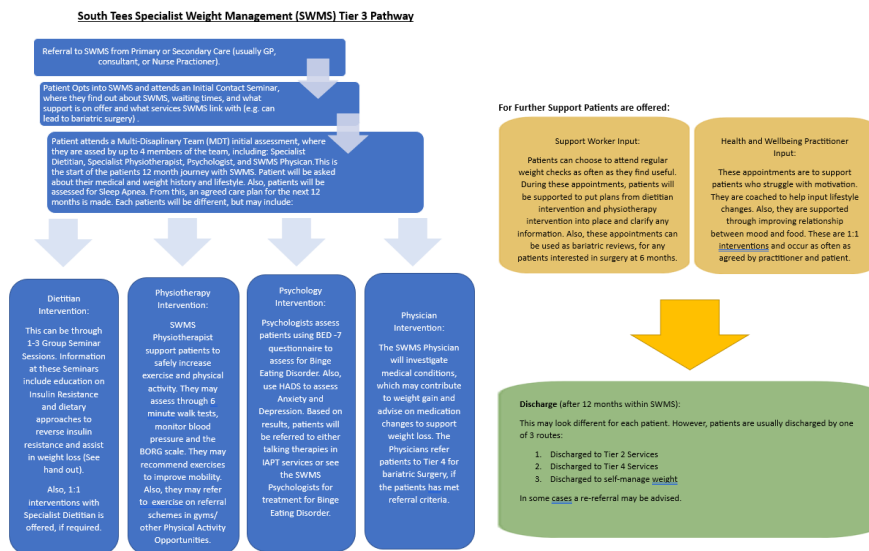 South Tees Specialist Weight Management (SWMS) Tier 3 Pathway
Referral to SWMS from Primary or Secondary Care (usually GP,
consultant, or Nurse Practioner).
Patient Opts into SWMS and attends an Initial Contact Seminar,
where they find out about SWMS, waiting times, and what
support is on offer and what services SWMS link with (e.g. can
lead to bariatric surgery) .
Patient attends a Multi-Disaplinary Team (MDT) initial assessment, where
they are assed by up to 4 members of the team, including: Specialist
Dietitian, Specialist Physiotherapist, Psychologist, and SWMS Physican.This is
the start of the patients 12 month journey with SWMS. Patient will be asked
about their medical and weight history and lifestyle. Also, patients will be
assessed for Sleep Apnea. From this, an agreed care plan for the next 12
months is made. Each patients will be different, but may include:
Dietitian
Intervention:
This can be through
1-3 Group Seminar
Sessions. Information
at these Seminars
include education on
Insulin Resistance
and dietary
approaches to
reverse insulin
resistance and assist
in weight loss (See
hand out).
Also, 1:1
interventions with
Specialist Dietitian is
offered, if required.
Physiotherapy
Intervention:
SWMS
Physiotherapist
support patients to
safely increase
exercise and physical
activity. They may
assess through 6
minute walk tests,
monitor blood
pressure and the
BORG scale. They may
recommend exercises
to improve mobility.
Also, they may refer
to exercise on referral
schemes in gyms/
other Physical Activity
Opportunities.
Psychology
Intervention:
Psychologists assess
patients using BED -7
questionnaire to
assess for Binge
Eating Disorder. Also,
use HADS to assess
Anxiety and
Depression. Based on
results, patients will
be referred to either
talking therapies in
IAPT services or see
the SWMS
Psychologists for
treatment for Binge
Eating Disorder.
Physician
Intervention:
The SWMS Physician
will investigate
medical conditions,
which may contribute
to weight gain and
advise on medication
changes to support
weight loss. The
Physicians refer
patients to Tier 4 for
bariatric Surgery, if
the patients has met
referral criteria.
For Further Support Patients are offered:
Support Worker Input:
Patients can choose to attend regular
weight checks as often as they find useful.
During these appointments, patients will
be supported to put plans from dietitian
intervention and physiotherapy
intervention into place and clarify any
information. Also, these appointments can
be used as bariatric reviews, for any
patients interested in surgery at 6 months.
Health and Wellbeing Practitioner
Input:
These appointments are to support
patients who struggle with motivation.
They are coached to help input lifestyle
changes. Also, they are supported
through improving relationship
between mood and food. These are 1:1
interventions and occur as often as
agreed by practitioner and patient.
Discharge (after 12 months within SWMS):
This may look different for each patient. However, patients are usually discharged by one
of 3 routes:
1. Discharged to Tier 2 Services
2. Discharged to Tier 4 Services
3. Discharged to self-manage weight
In some cases a re-referral may be advised.